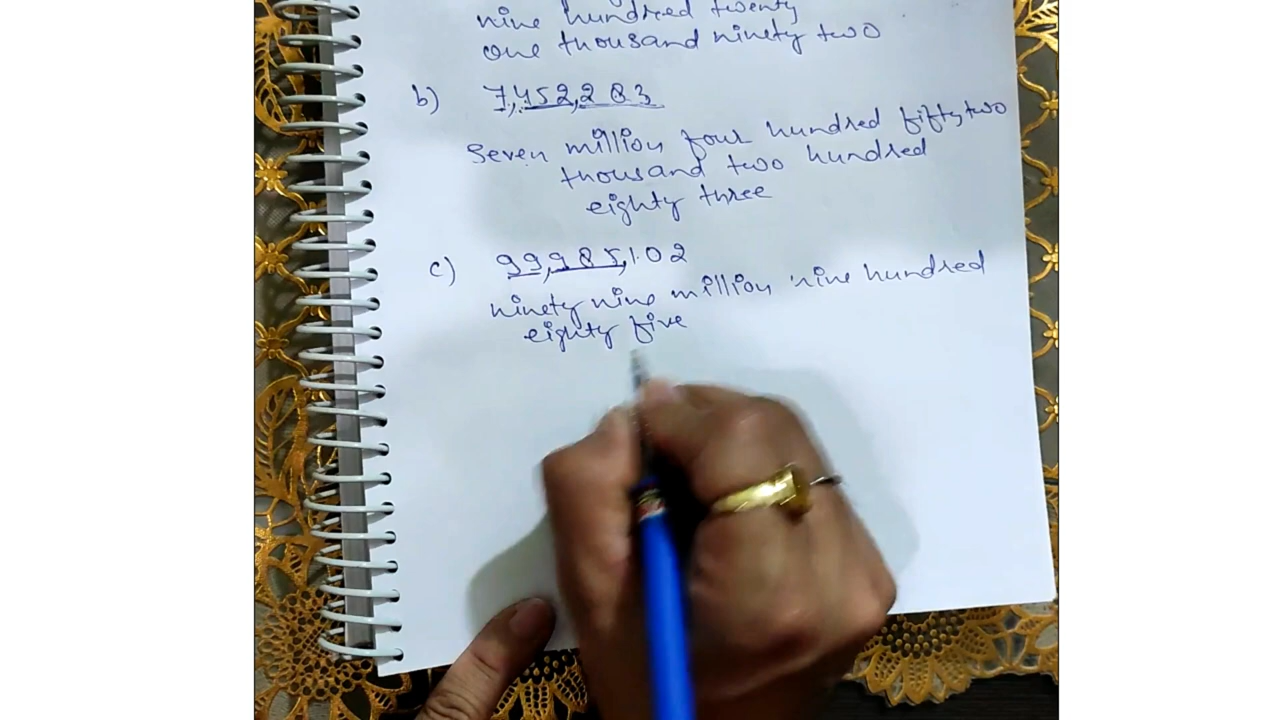 nine hundred twenty
one thousand ninety two
b) 7,452,283
Seven million four hundred fifty two
thousand two hundred
eighty three
c) 99,985,102
ninety nine million nine hundred
eighty five